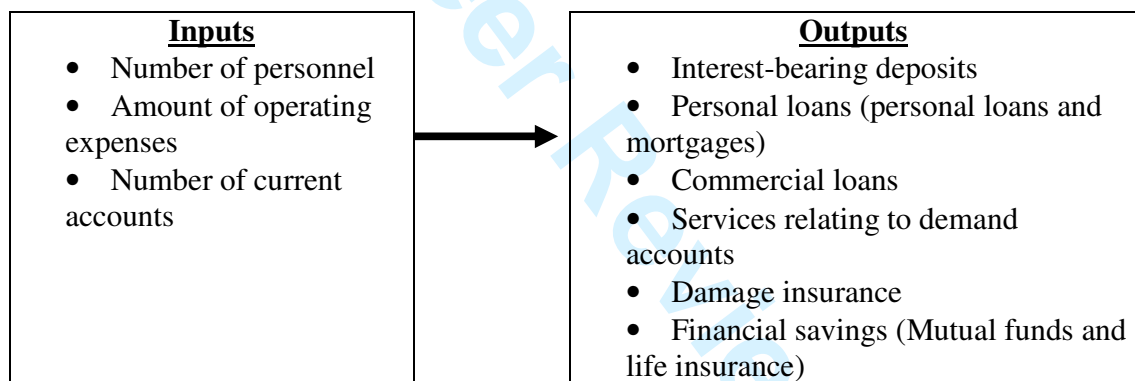 Inputs
• Number of personnel
• Amount of operating
expenses
• Number of current
accounts
Outputs
• Interest-bearing deposits
• Personal loans (personal loans and
mortgages)
• Commercial loans
• Services relating to demand
accounts
• Damage insurance
• Financial savings (Mutual funds and
life insurance)